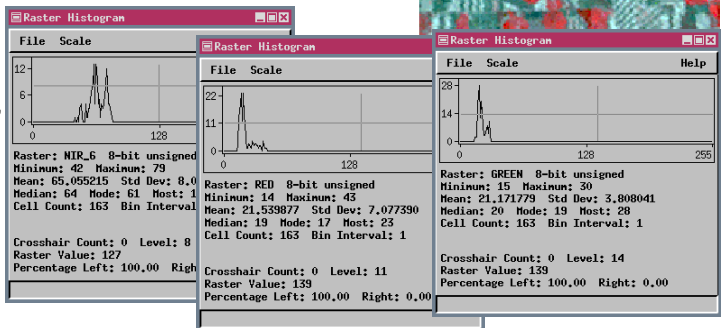 Raster Histogram
File Scale
12
6
0
0 128
Raster: NIR_6 8-bit unsigned
Minimum: 42 Maximum: 79
Mean: 65.055215 Std Dev: 8.0
Median: 64 Mode: 61 Most: 1
Cell Count: 163 Bin Interval
Crosshair Count: 0 Level: 8
Raster Value: 127
Percentage Left: 100.00 Righ
Raster Histogram
File Scale
22
11
0
0 128
Raster: RED 8-bit unsigned
Minimum: 14 Maximum: 43
Mean: 21.539877 Std Dev: 7.077390
Median: 19 Mode: 17 Most: 23
Cell Count: 163 Bin Interval: 1
Crosshair Count: 0 Level: 11
Raster Value: 139
Percentage Left: 100.00 Right: 0.00
Raster Histogram
File Scale Help
28
14
0
0 128 255
Raster: GREEN 8-bit unsigned
Minimum: 15 Maximum: 30
Mean: 21.171779 Std Dev: 3.808041
Median: 20 Mode: 19 Most: 28
Cell Count: 163 Bin Interval: 1
Crosshair Count: 0 Level: 14
Raster Value: 139
Percentage Left: 100.00 Right: 0.00